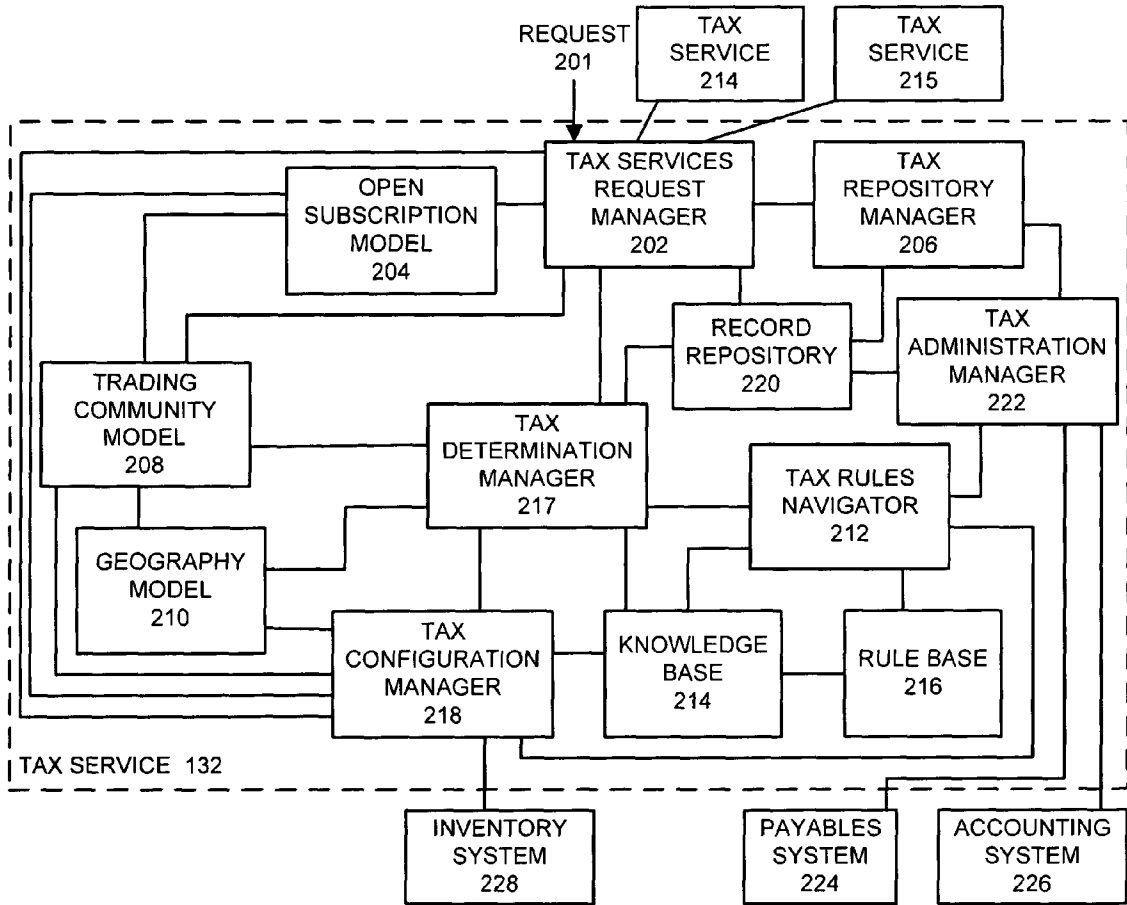 REQUEST
201
TAX
SERVICE
214
TAX
SERVICE
215
TAX SERVICES
REQUEST
MANAGER
202
TAX
REPOSITORY
MANAGER
206
OPEN
SUBSCRIPTION
MODEL
204
RECORD
REPOSITORY
220
TAX
ADMINISTRATION
MANAGER
222
TRADING
COMMUNITY
MODEL
208
TAX
DETERMINATION
MANAGER
217
TAX RULES
NAVIGATOR
212
GEOGRAPHY
MODEL
210
TAX
CONFIGURATION
MANAGER
218
KNOWLEDGE
BASE
214
RULE BASE
216
TAX SERVICE 132
INVENTORY
SYSTEM
228
PAYABLES
SYSTEM
224
ACCOUNTING
SYSTEM
226